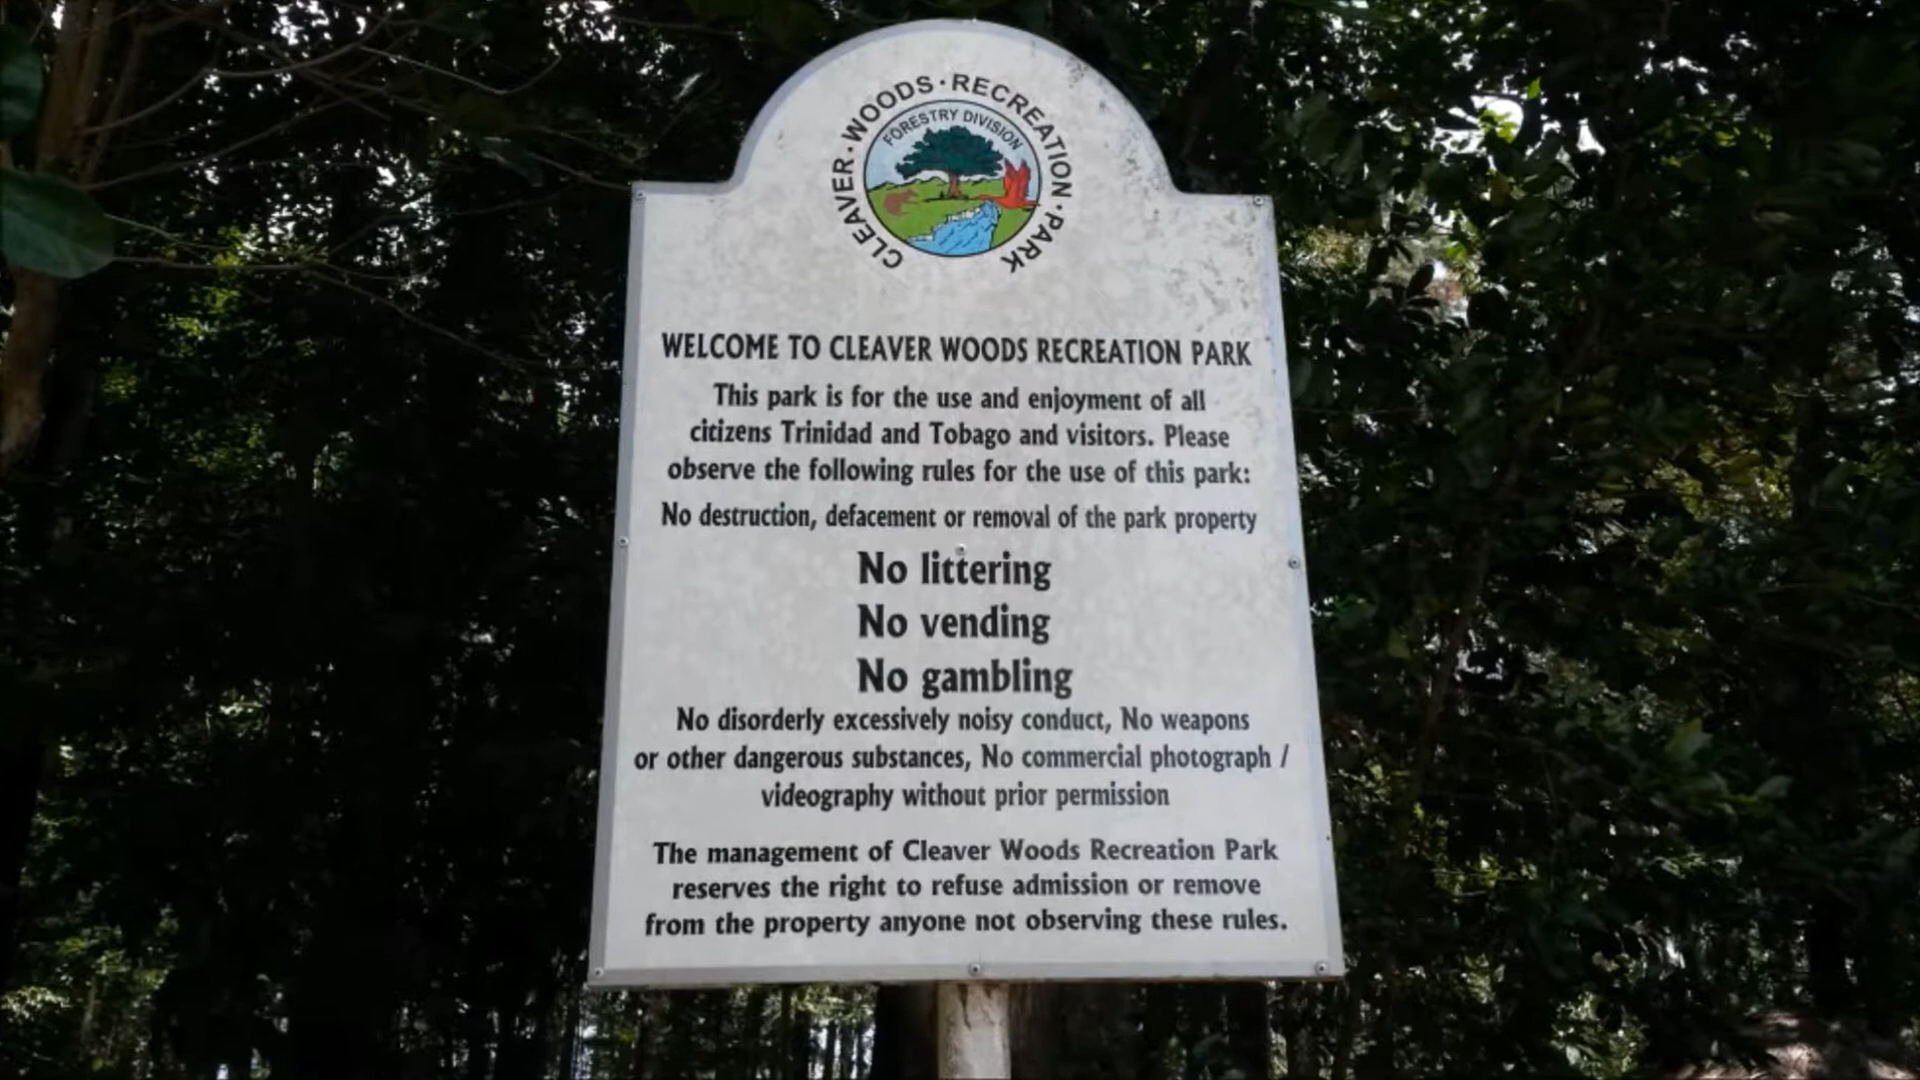 CLEAVER · WOODS · RECREATION · PARK
FORESTRY DIVISION
WELCOME TO CLEAVER WOODS RECREATION PARK
This park is for the use and enjoyment of all
citizens Trinidad and Tobago and visitors. Please
observe the following rules for the use of this park:
No destruction, defacement or removal of the park property
No littering
No vending
No gambling
No disorderly excessively noisy conduct, No weapons
or other dangerous substances, No commercial photograph /
videography without prior permission
The management of Cleaver Woods Recreation Park
reserves the right to refuse admission or remove
from the property anyone not observing these rules.